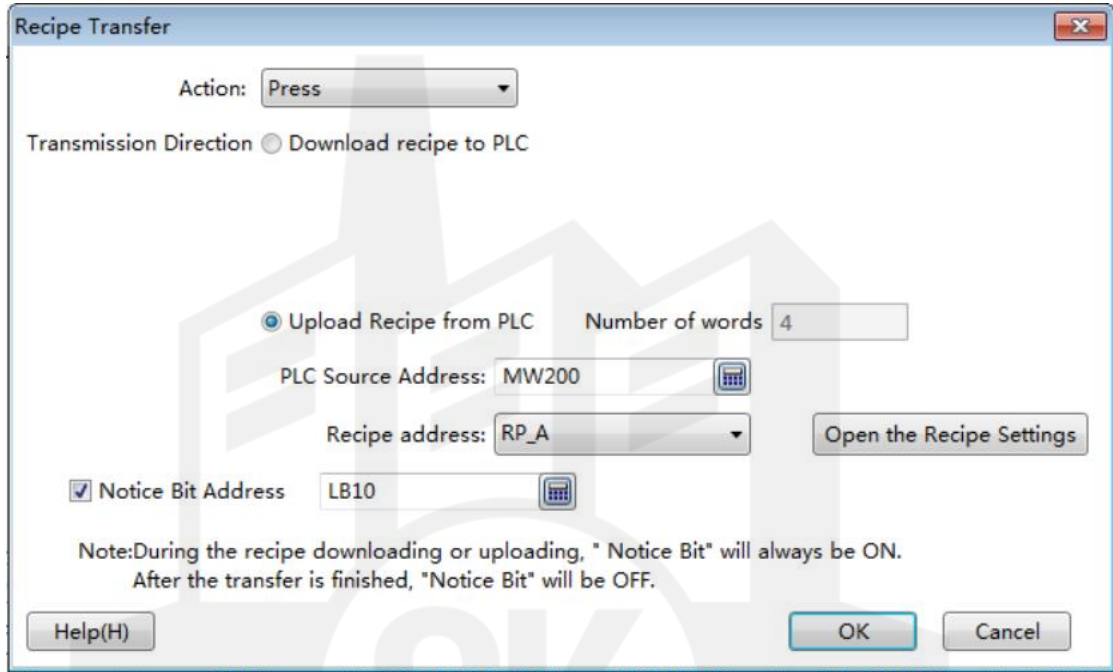 Recipe Transfer
Action: Press
Transmission Direction Download recipe to PLC
Upload Recipe from PLC Number of words 4
PLC Source Address: MW200
Recipe address: RP_A Open the Recipe Settings
Notice Bit Address LB10
Note:During the recipe downloading or uploading, " Notice Bit" will always be ON.
After the transfer is finished, "Notice Bit" will be OFF.
Help(H) OK Cancel